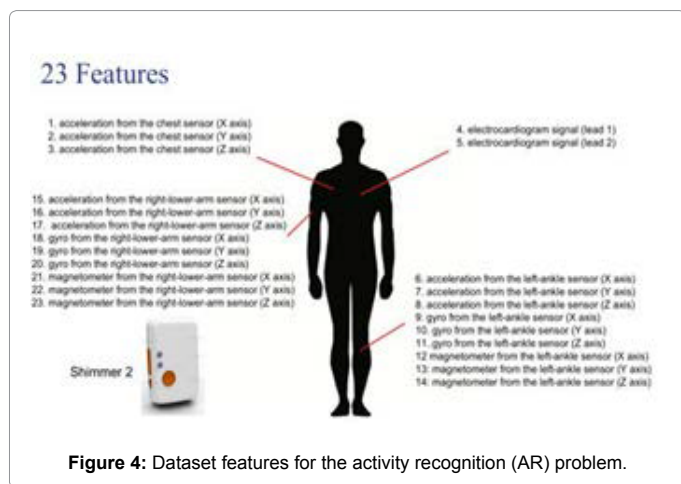 23 Features
1. acceleration from the chest sensor (X axis)
2. acceleration from the chest sensor (Y axis)
3. acceleration from the chest sensor (Z axis)
4. electrocardiogram signal (lead 1)
5. electrocardiogram signal (lead 2)
15. acceleration from the right-lower-arm sensor (X axis)
16. acceleration from the right-lower-arm sensor (Y axis)
17. acceleration from the right-lower-arm sensor (Z axis)
18. gyro from the right-lower-arm sensor (X axis)
19. gyro from the right-lower-arm sensor (Y axis)
20. gyro from the right-lower-arm sensor (Z axis)
21. magnetometer from the right-lower-arm sensor (X axis)
22. magnetometer from the right-lower-arm sensor (Y axis)
23. magnetometer from the right-lower-arm sensor (Z axis)
6. acceleration from the left-ankle sensor (X axis)
7. acceleration from the left-ankle sensor (Y axis)
8. acceleration from the left-ankle sensor (Z axis)
9. gyro from the left-ankle sensor (X axis)
10. gyro from the left-ankle sensor (Y axis)
11. gyro from the left-ankle sensor (Z axis)
12 magnetometer from the left-ankle sensor (X axis)
13. magnetometer from the left-ankle sensor (Y axis)
14. magnetometer from the left-ankle sensor (Z axis)
Shimmer 2
Figure 4: Dataset features for the activity recognition (AR) problem.